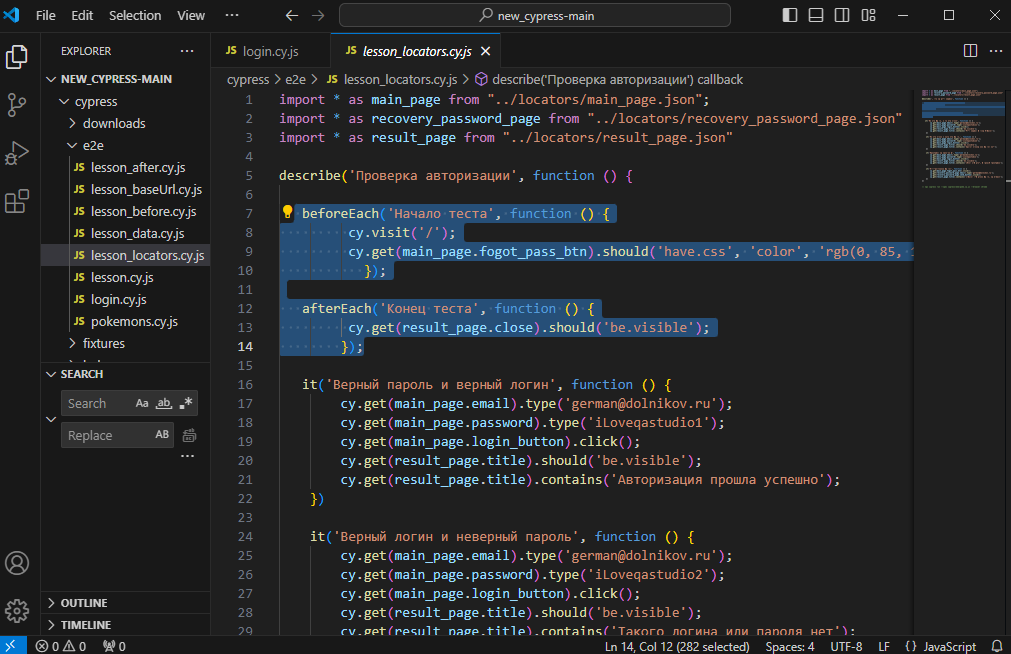 File Edit Selection View ··· new_cypress-main
EXPLORER ···
NEW_CYPRESS-MAIN
cypress
downloads
e2e
JS lesson_after.cy.js
JS lesson_baseUrl.cy.js
JS lesson_before.cy.js
JS lesson_data.cy.js
JS lesson_locators.cy.js
JS lesson.cy.js
JS login.cy.js
JS pokemons.cy.js
fixtures
SEARCH
Search Aa ab .*
Replace AB
···
OUTLINE
TIMELINE
JS login.cy.js JS lesson_locators.cy.js
cypress > e2e > JS lesson_locators.cy.js > describe('Проверка авторизации') callback
1 import * as main_page from "../locators/main_page.json";
2 import * as recovery_password_page from "../locators/recovery_password_page.json"
3 import * as result_page from "../locators/result_page.json"
4
5 describe('Проверка авторизации', function () {
6
7 beforeEach('Начало теста', function () {
8 cy.visit('/');
9 cy.get(main_page.fogot_pass_btn).should('have.css', 'color', 'rgb(0, 85,
10 });
11
12 afterEach('Конец теста', function () {
13 cy.get(result_page.close).should('be.visible');
14 });
15
16 it('Верный пароль и верный логин', function () {
17 cy.get(main_page.email).type('german@dolnikov.ru');
18 cy.get(main_page.password).type('iLoveqastudio1');
19 cy.get(main_page.login_button).click();
20 cy.get(result_page.title).should('be.visible');
21 cy.get(result_page.title).contains('Авторизация прошла успешно');
22 })
23
24 it('Верный логин и неверный пароль', function () {
25 cy.get(main_page.email).type('german@dolnikov.ru');
26 cy.get(main_page.password).type('iLoveqastudio2');
27 cy.get(main_page.login_button).click();
28 cy.get(result_page.title).should('be.visible');
29 cy.get(result_page.title).contains('Такого логина или пароля нет');
0 0 0 Ln 14, Col 12 (282 selected) Spaces: 4 UTF-8 LF {} JavaScript